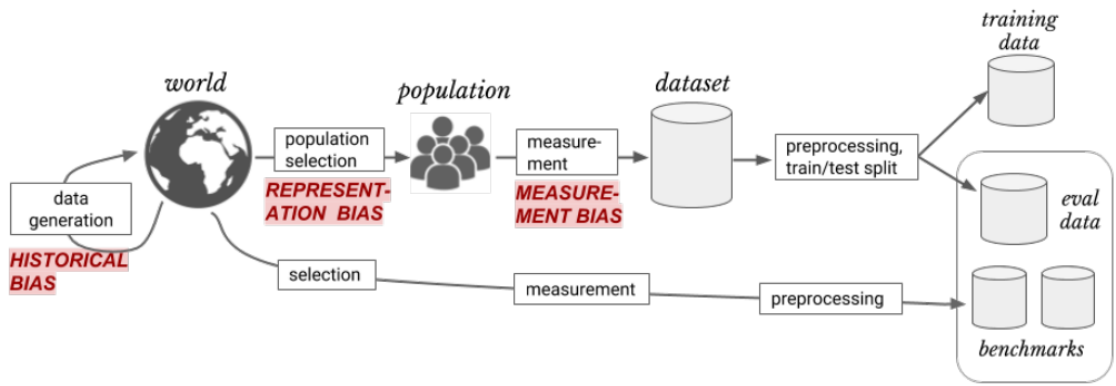 training
data
world
population
dataset
population
selection
measure-
ment
preprocessing,
train/test split
REPRESENT-
ATION BIAS
MEASURE-
MENT BIAS
data
generation
HISTORICAL
BIAS
eval
data
selection
measurement
preprocessing
benchmarks